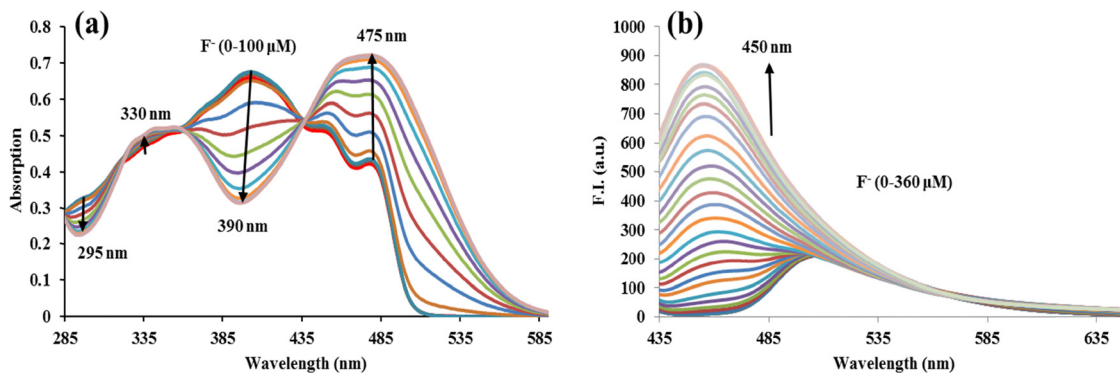 (a)
0.8
0.7
0.6
0.5
0.4
0.3
0.2
0.1
0
Absorption
F⁻ (0-100 µM)
475 nm
330 nm
295 nm
390 nm
285 335 385 435 485 535 585
Wavelength (nm)
(b)
1000
900
800
700
600
500
400
300
200
100
0
F.I. (a.u.)
450 nm
F⁻ (0-360 µM)
435 485 535 585 635
Wavelength (nm)